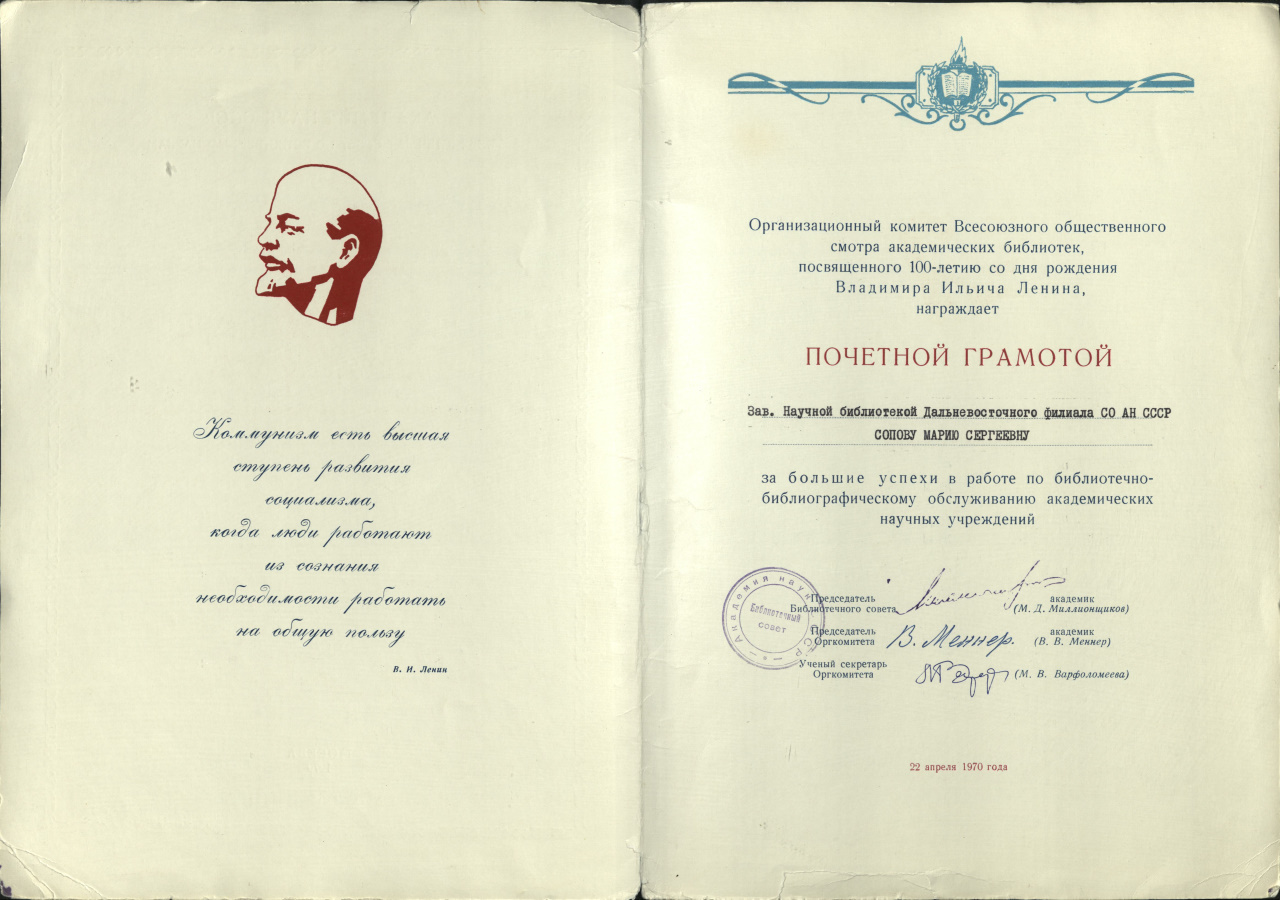 Коммунизм есть высшая
ступень развития
социализма,
когда люди работают
из сознания
необходимости работать
на общую пользу
В. И. Ленин
Организационный комитет Всесоюзного общественного
смотра академических библиотек,
посвященного 100-летию со дня рождения
Владимира Ильича Ленина,
награждает
ПОЧЕТНОЙ ГРАМОТОЙ
Зав. Научной библиотекой Дальневосточного филиала СО АН СССР
СОПОВУ МАРИЮ СЕРГЕЕВНУ
за большие успехи в работе по библиотечно-
библиографическому обслуживанию академических
научных учреждений
Академия наук СССР
Библиотечный
совет
Председатель
Библиотечного совета
академик
(М. Д. Миллионщиков)
Председатель
Оргкомитета
В. Меннер.
академик
(В. В. Меннер)
Ученый секретарь
Оргкомитета
(М. В. Варфоломеева)
22 апреля 1970 года